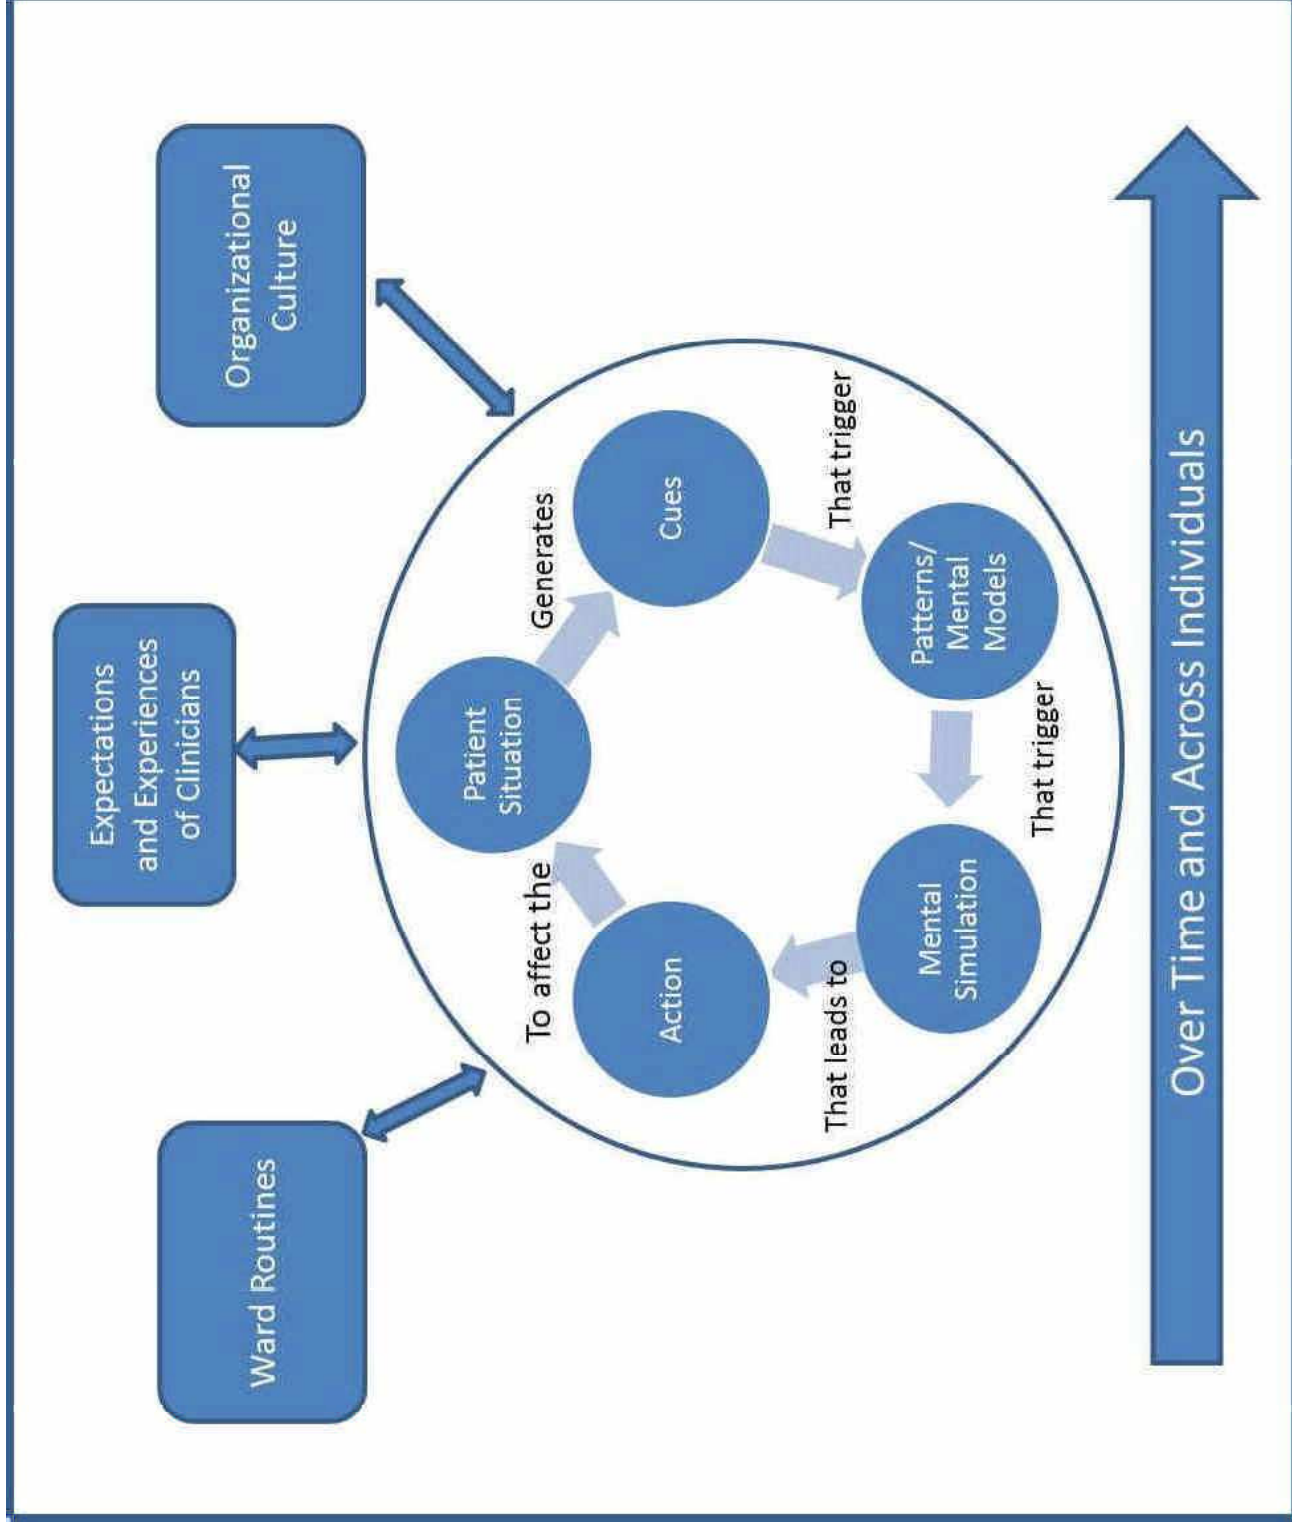 Ward Routines
Expectations
and Experiences
of Clinicians
Organizational
Culture
Patient
Situation
Generates
Cues
That trigger
Patterns/
Mental
Models
That trigger
Mental
Simulation
That leads to
Action
To affect the
Over Time and Across Individuals